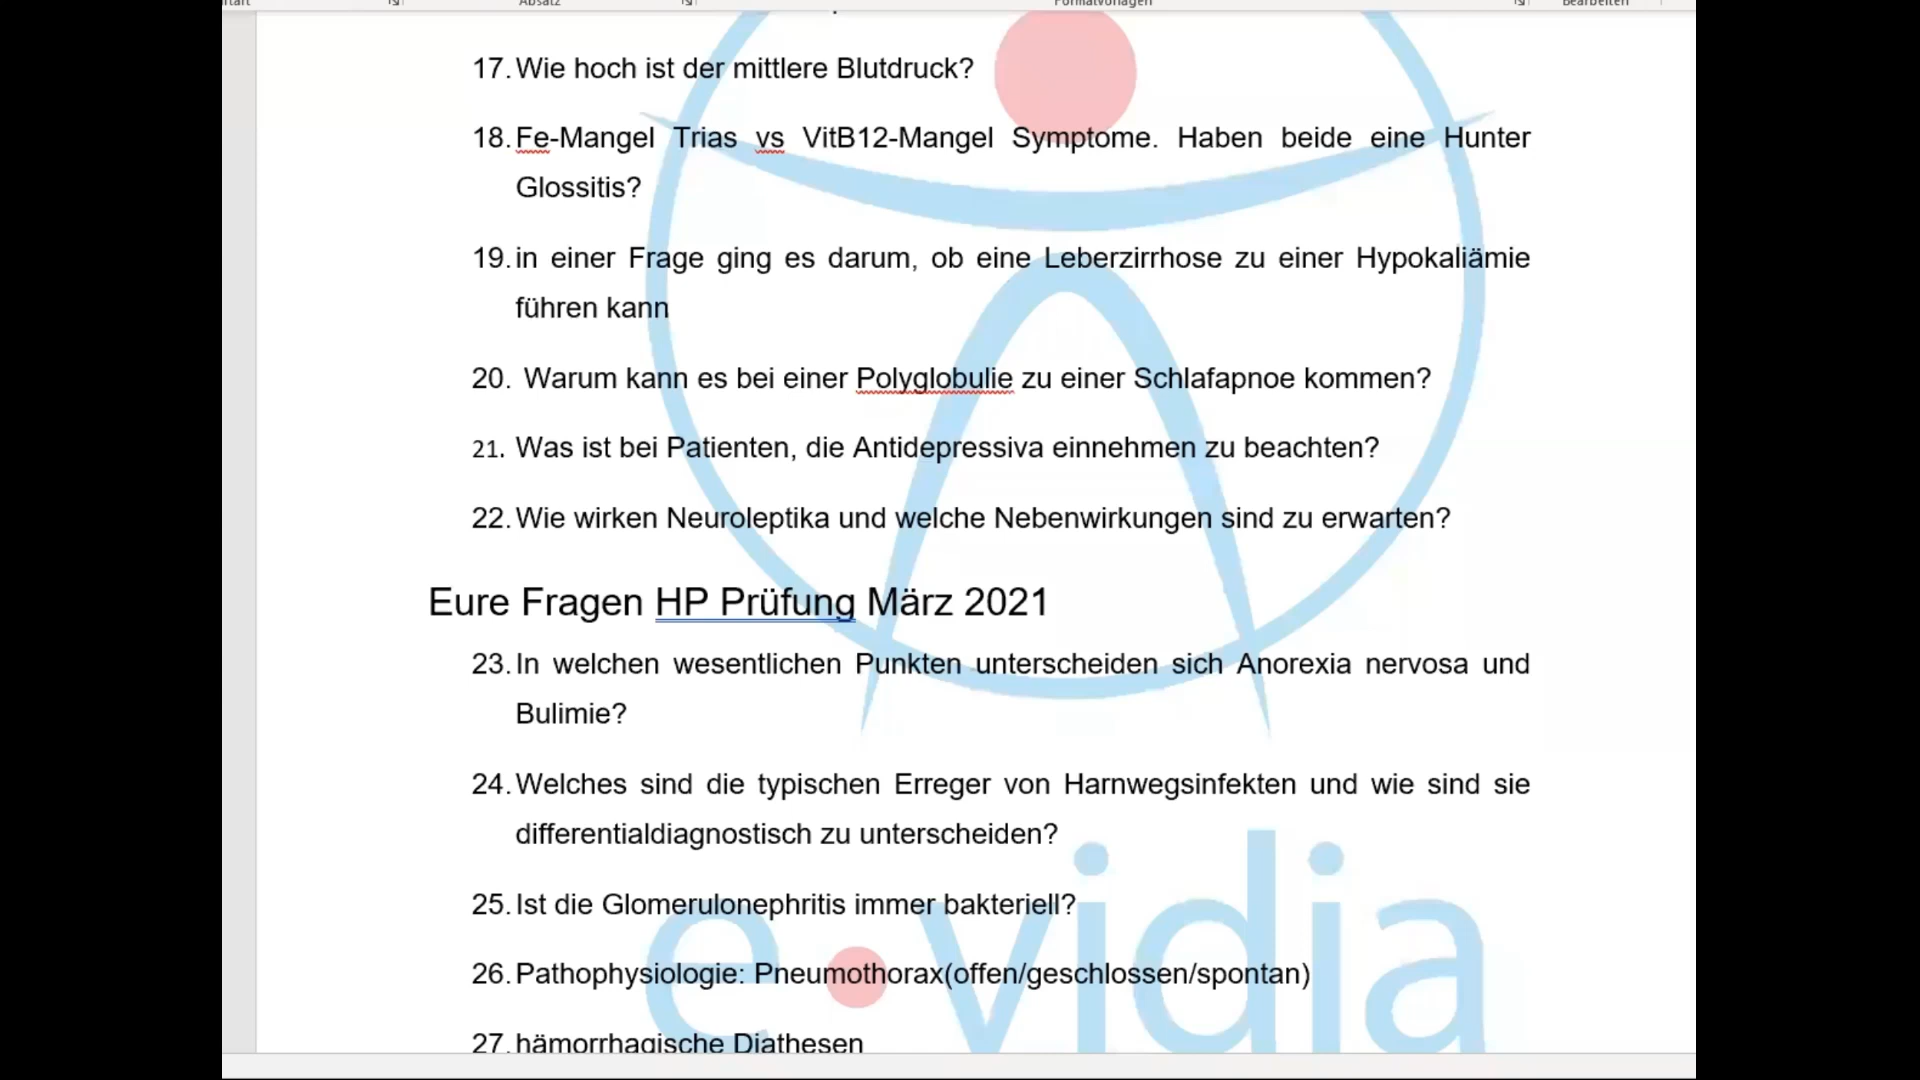 Absatz
Formatvorlagen
Bearbeiten
17. Wie hoch ist der mittlere Blutdruck?
18. Fe-Mangel Trias vs VitB12-Mangel Symptome. Haben beide eine Hunter
Glossitis?
19. in einer Frage ging es darum, ob eine Leberzirrhose zu einer Hypokaliämie
führen kann
20. Warum kann es bei einer Polyglobulie zu einer Schlafapnoe kommen?
21. Was ist bei Patienten, die Antidepressiva einnehmen zu beachten?
22. Wie wirken Neuroleptika und welche Nebenwirkungen sind zu erwarten?
Eure Fragen HP Prüfung März 2021
23. In welchen wesentlichen Punkten unterscheiden sich Anorexia nervosa und
Bulimie?
24. Welches sind die typischen Erreger von Harnwegsinfekten und wie sind sie
differentialdiagnostisch zu unterscheiden?
25. Ist die Glomerulonephritis immer bakteriell?
26. Pathophysiologie: Pneumothorax(offen/geschlossen/spontan)
27. hämorrhagische Diathesen
e·vidia